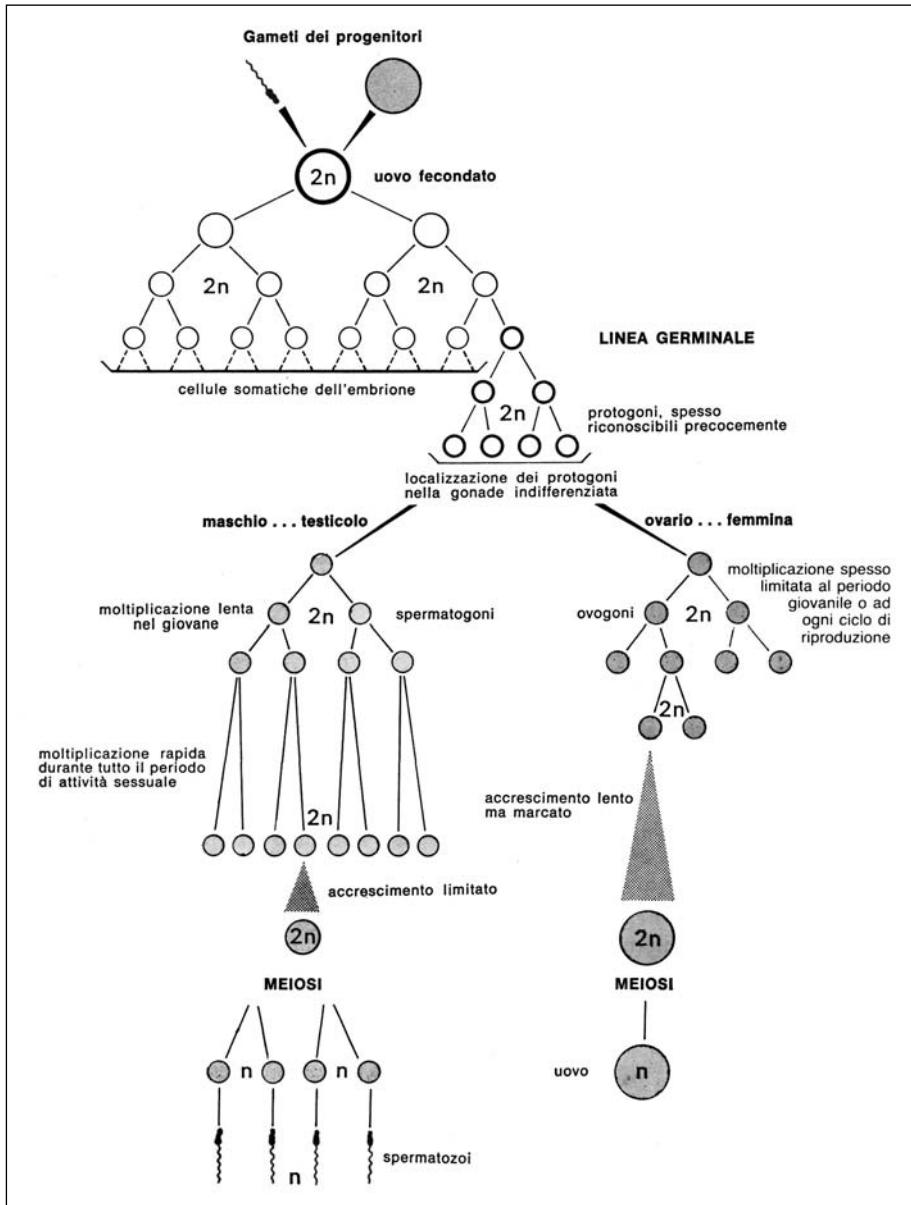 Gameti dei progenitori
2n
uovo fecondato
2n
2n
LINEA GERMINALE
cellule somatiche dell'embrione
2n
protogoni, spesso
riconoscibili precocemente
localizzazione dei protogoni
nella gonade indifferenziata
maschio . . . testicolo
ovario . . . femmina
moltiplicazione lenta
nel giovane
2n
spermatogoni
ovogoni
2n
moltiplicazione spesso
limitata al periodo
giovanile o ad
ogni ciclo di
riproduzione
2n
moltiplicazione rapida
durante tutto il periodo
di attività sessuale
2n
accrescimento lento
ma marcato
accrescimento limitato
2n
2n
MEIOSI
MEIOSI
n
n
uovo
n
spermatozoi
n